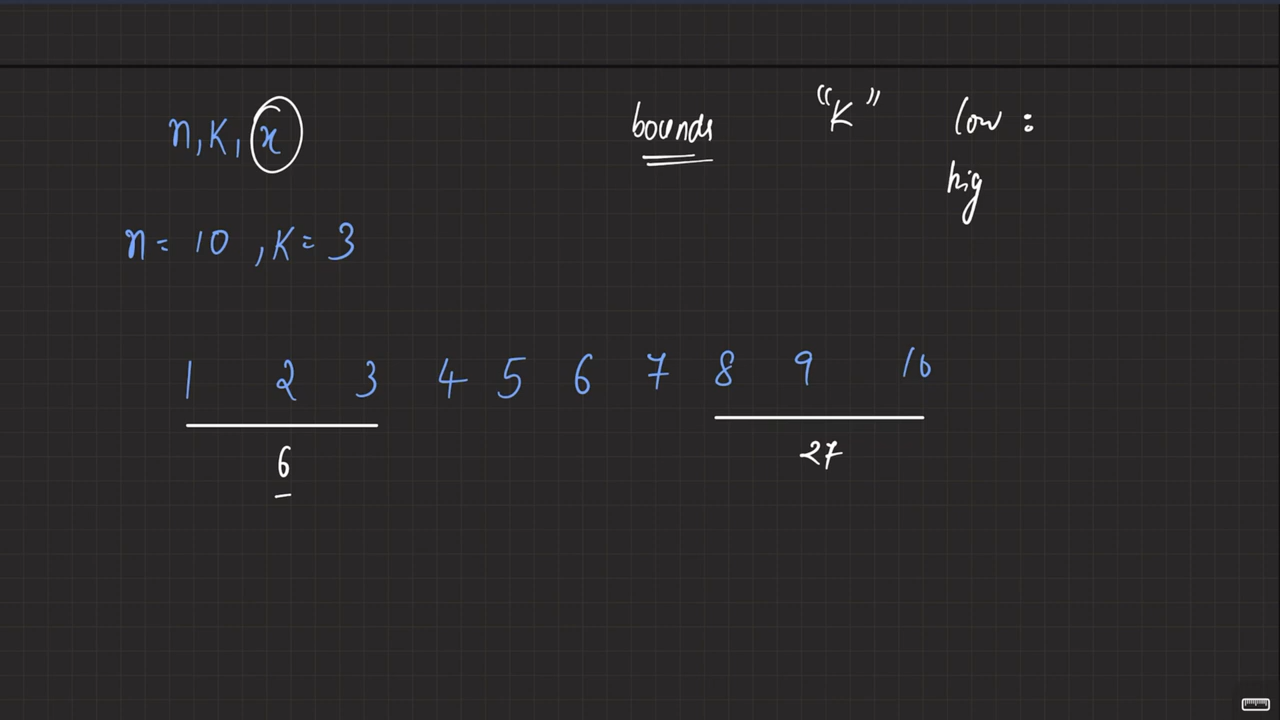 n, K, x
bounds "K" low :
hig
n = 10 , K = 3
1 2 3 4 5 6 7 8 9 10
6 27